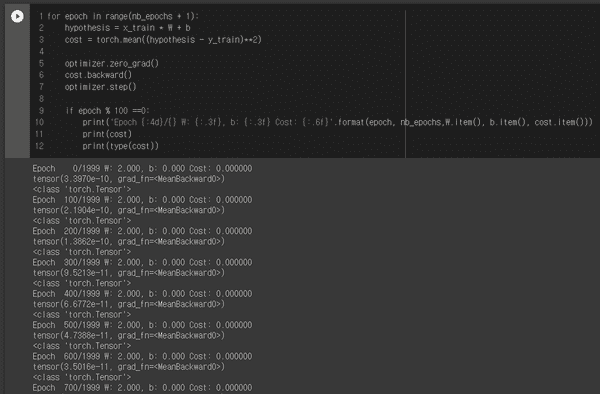 1 for epoch in range(nb_epochs + 1):
2     hypothesis = x_train * W + b
3     cost = torch.mean((hypothesis - y_train)**2)
4
5     optimizer.zero_grad()
6     cost.backward()
7     optimizer.step()
8
9     if epoch % 100 ==0:
10         print('Epoch {:4d}/{} W: {:.3f}, b: {:.3f} Cost: {:.6f}'.format(epoch, nb_epochs,W.item(), b.item(), cost.item()))
11         print(cost)
12         print(type(cost))
Epoch    0/1999 W: 2.000, b: 0.000 Cost: 0.000000
tensor(3.3970e-10, grad_fn=<MeanBackward0>)
<class 'torch.Tensor'>
Epoch  100/1999 W: 2.000, b: 0.000 Cost: 0.000000
tensor(2.1904e-10, grad_fn=<MeanBackward0>)
<class 'torch.Tensor'>
Epoch  200/1999 W: 2.000, b: 0.000 Cost: 0.000000
tensor(1.3862e-10, grad_fn=<MeanBackward0>)
<class 'torch.Tensor'>
Epoch  300/1999 W: 2.000, b: 0.000 Cost: 0.000000
tensor(9.5213e-11, grad_fn=<MeanBackward0>)
<class 'torch.Tensor'>
Epoch  400/1999 W: 2.000, b: 0.000 Cost: 0.000000
tensor(6.6772e-11, grad_fn=<MeanBackward0>)
<class 'torch.Tensor'>
Epoch  500/1999 W: 2.000, b: 0.000 Cost: 0.000000
tensor(4.7388e-11, grad_fn=<MeanBackward0>)
<class 'torch.Tensor'>
Epoch  600/1999 W: 2.000, b: 0.000 Cost: 0.000000
tensor(3.5016e-11, grad_fn=<MeanBackward0>)
<class 'torch.Tensor'>
Epoch  700/1999 W: 2.000, b: 0.000 Cost: 0.000000